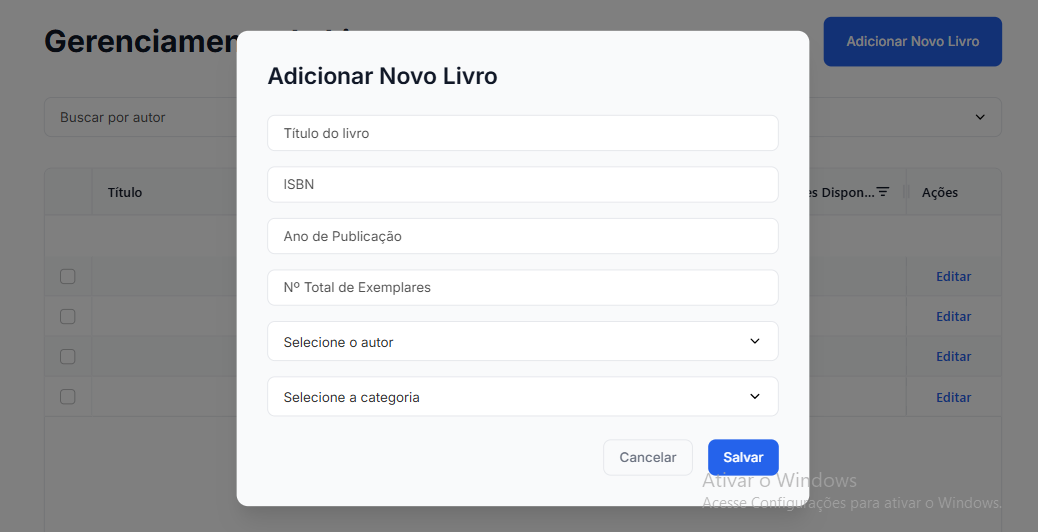 Gerenciamen
Adicionar Novo Livro
Adicionar Novo Livro
Buscar por autor
Título do livro
ISBN
Título
es Dispon...
Ações
Ano de Publicação
Editar
Nº Total de Exemplares
Editar
Selecione o autor
Editar
Selecione a categoria
Editar
Cancelar
Salvar
Ativar o Windows
Acesse Configurações para ativar o Windows.